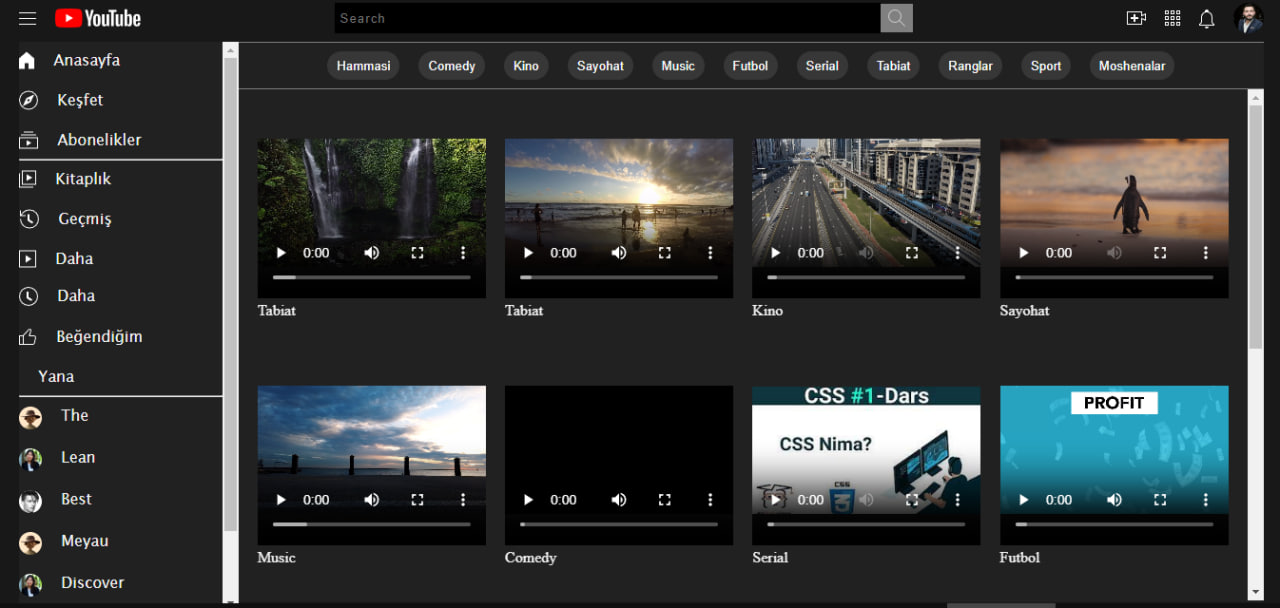 YouTube
Search
Anasayfa
Keşfet
Abonelikler
Kitaplık
Geçmiş
Daha
Daha
Beğendiğim
Yana
The
Lean
Best
Meyau
Discover
Hammasi Comedy Kino Sayohat Music Futbol Serial Tabiat Ranglar Sport Moshenalar
0:00 0:00 0:00 0:00
Tabiat Tabiat Kino Sayohat
CSS #1-Dars
CSS Nima?
CSS
PROFIT
0:00 0:00 0:00 0:00
Music Comedy Serial Futbol